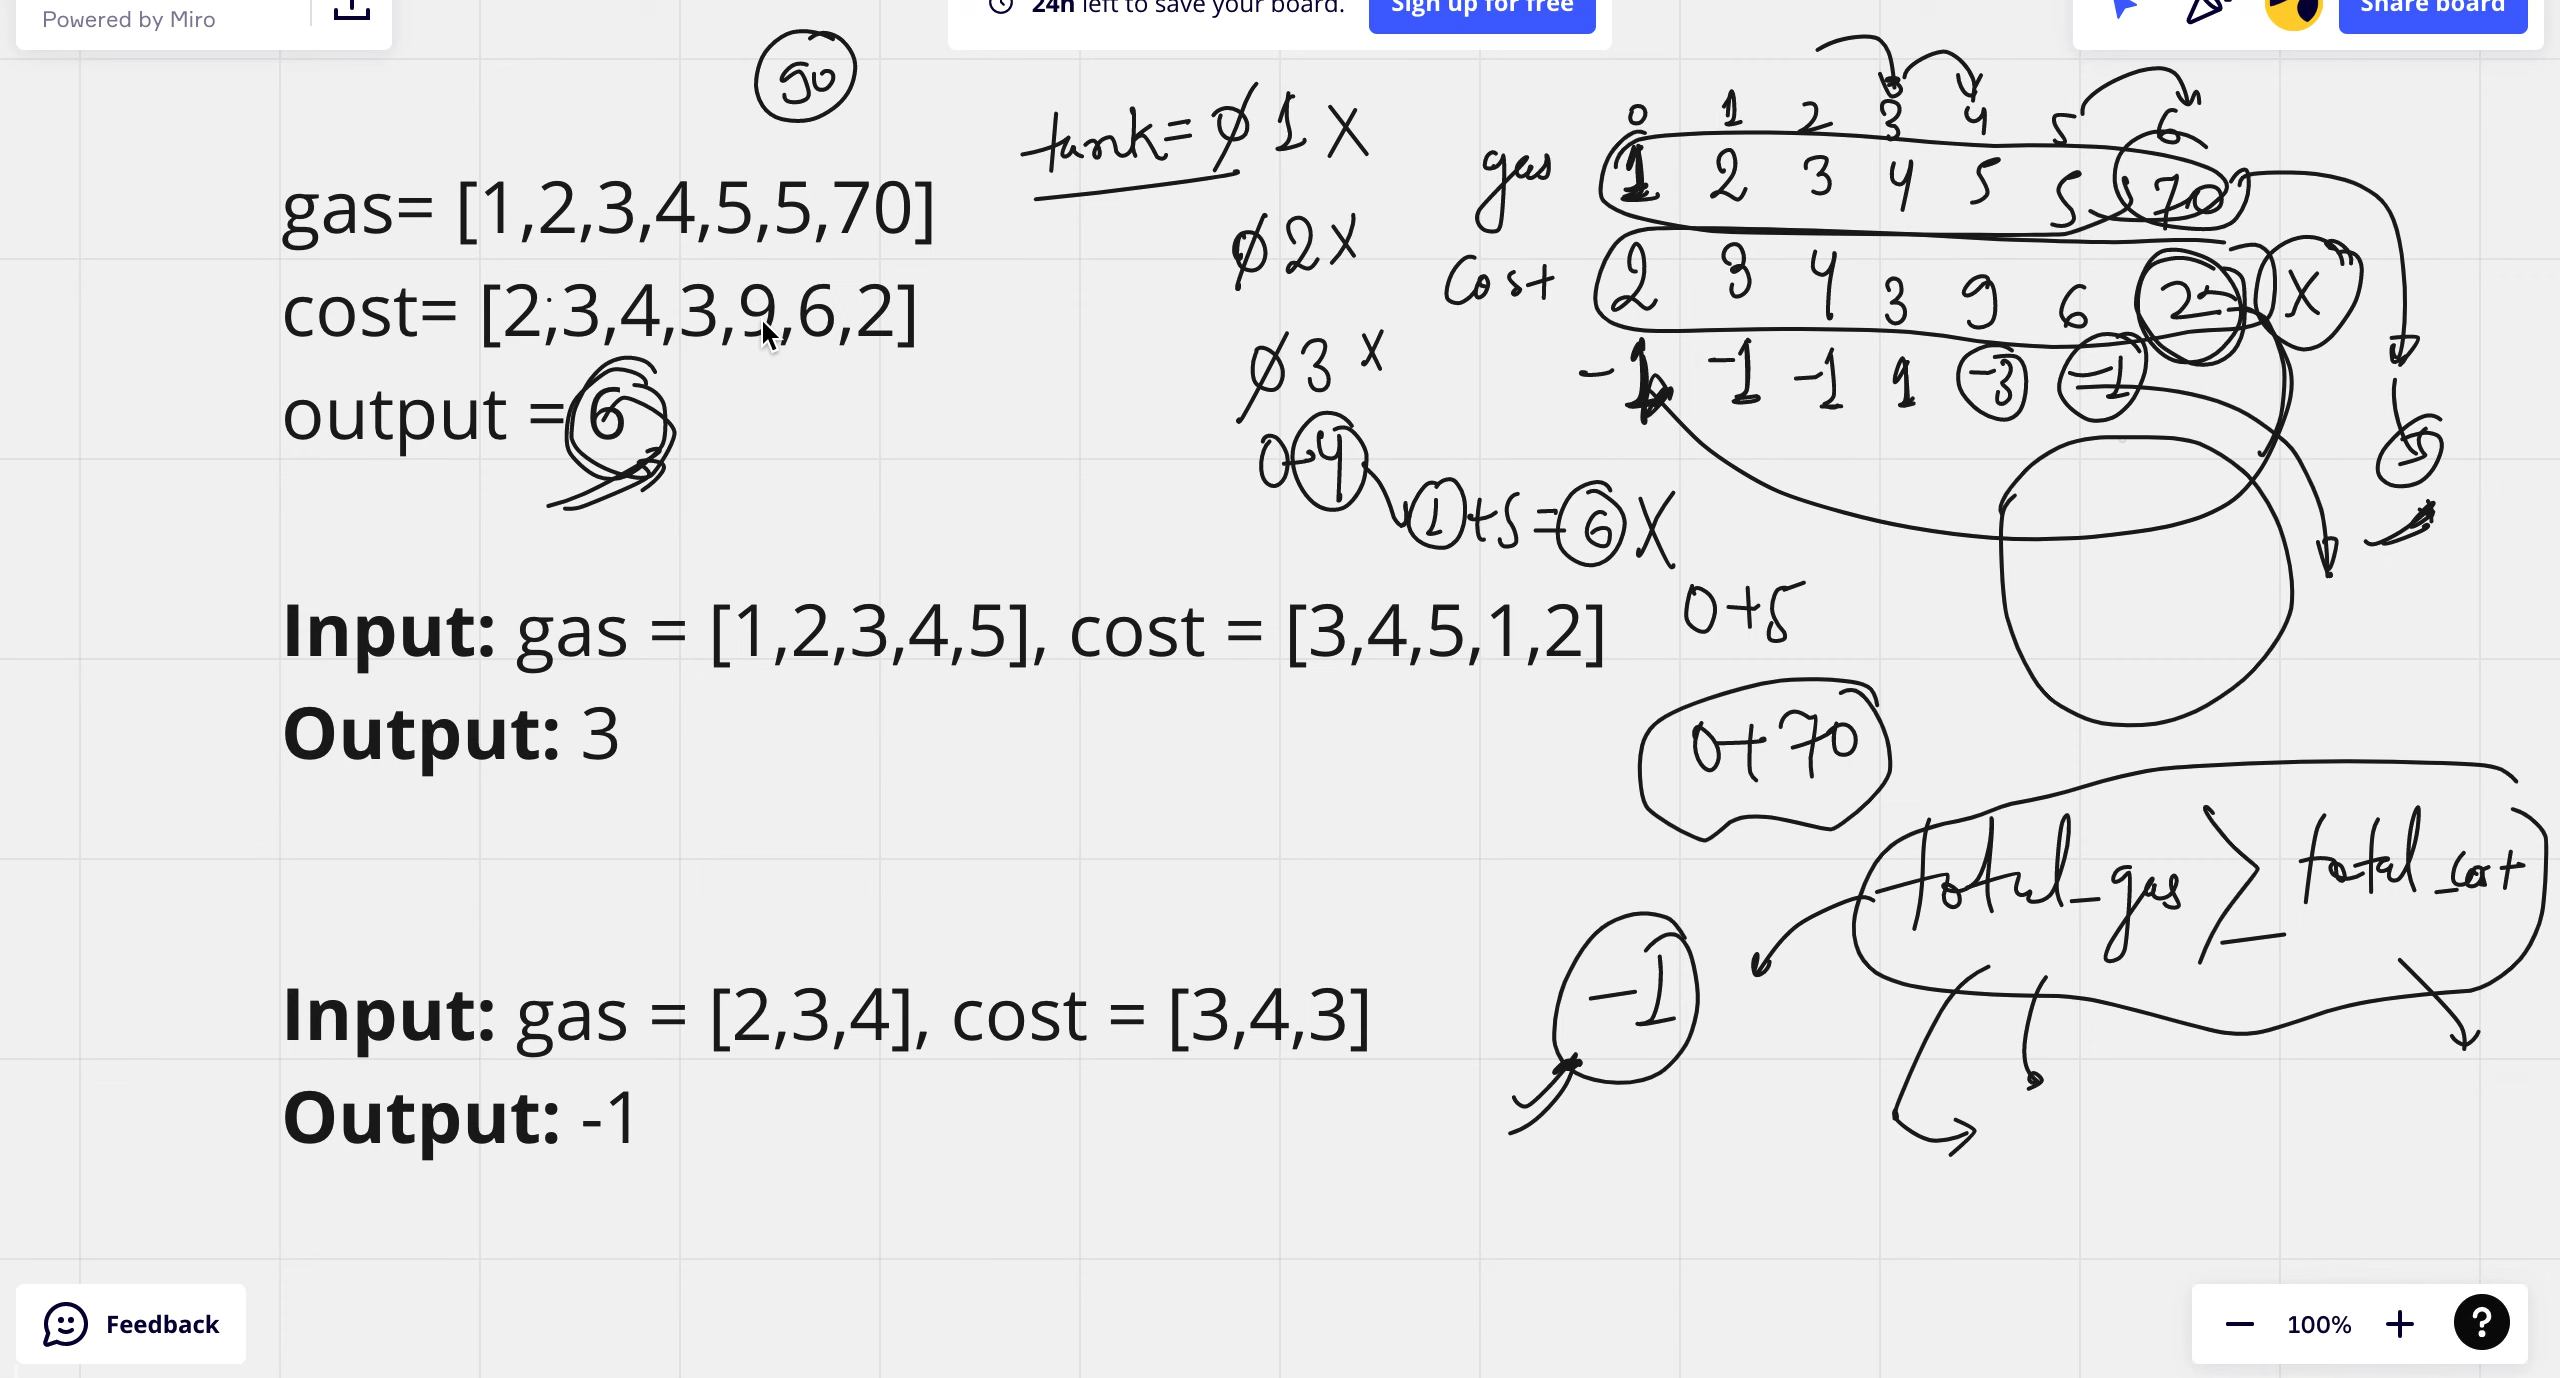 Powered by Miro
24h left to save your board.
Sign up for free
Share board
go
tank = 0 1 X
0 2 X
0 3 X
0 → 4
1 + 5 = 6 X
0 + 5
0 + 70
0 1 2 3 4 5 6
gas 1 2 3 4 5 5 70
Cost 2 3 4 3 9 6 2 X
-1 -1 -1 1 -3 -1
gas= [1,2,3,4,5,5,70]
cost= [2,3,4,3,9,6,2]
output = 6
Input: gas = [1,2,3,4,5], cost = [3,4,5,1,2]
Output: 3
total_gas ≥ total_cost
-1
Input: gas = [2,3,4], cost = [3,4,3]
Output: -1
Feedback
100%